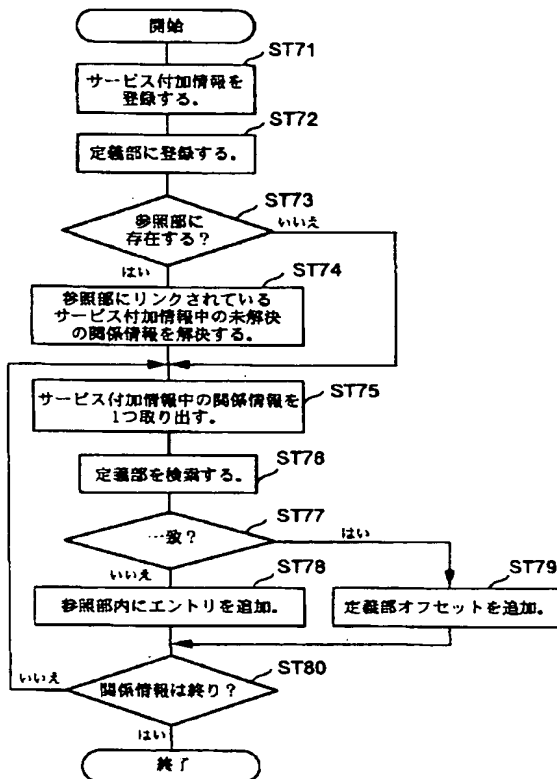 開始
ST71
サービス付加情報を
登録する。
ST72
定義部に登録する。
ST73
参照部に
存在する?
いいえ
はい
ST74
参照部にリンクされている
サービス付加情報中の未解決
の関係情報を解決する。
ST75
サービス付加情報中の関係情報を
1つ取り出す。
ST78
定義部を検索する。
ST77
一致?
はい
いいえ
ST78
参照部内にエントリを追加。
ST79
定義部オフセットを追加。
ST80
いいえ
関係情報は終り?
はい
終了